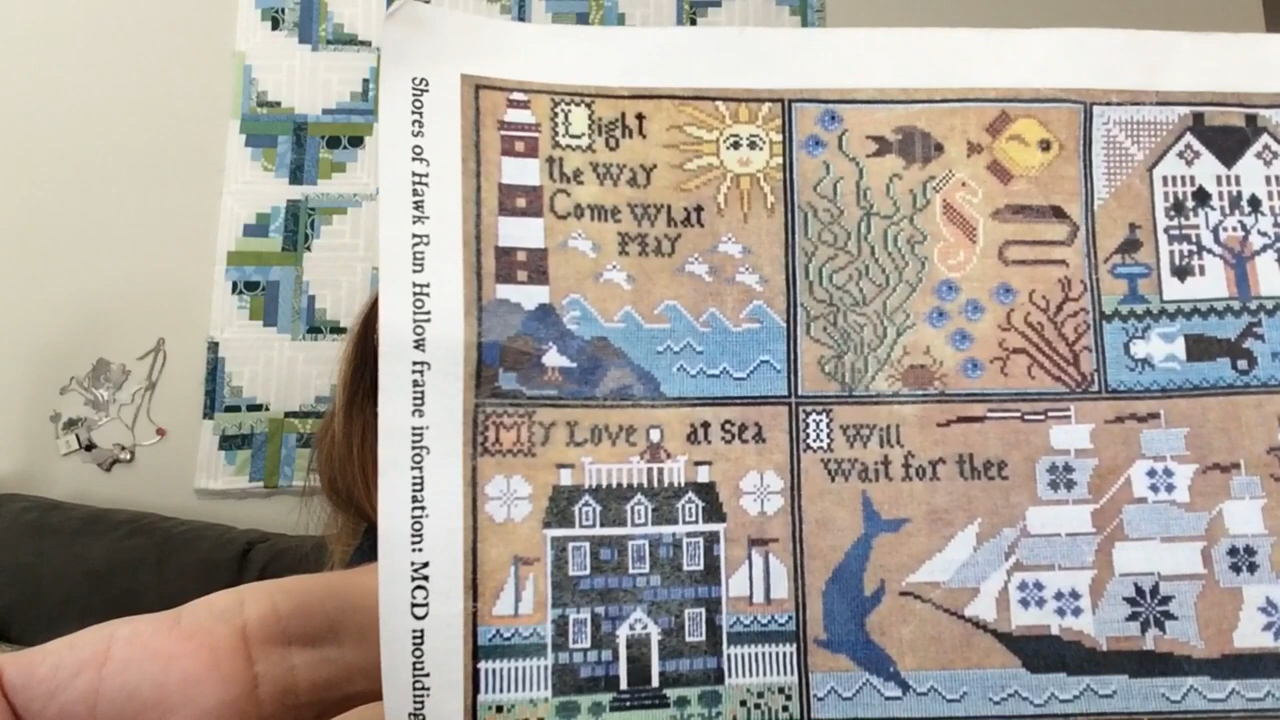 Shores of Hawk Run Hollow frame information: MCD moulding
Light
the Way
Come What
May
My Love at Sea
I Will
Wait for thee